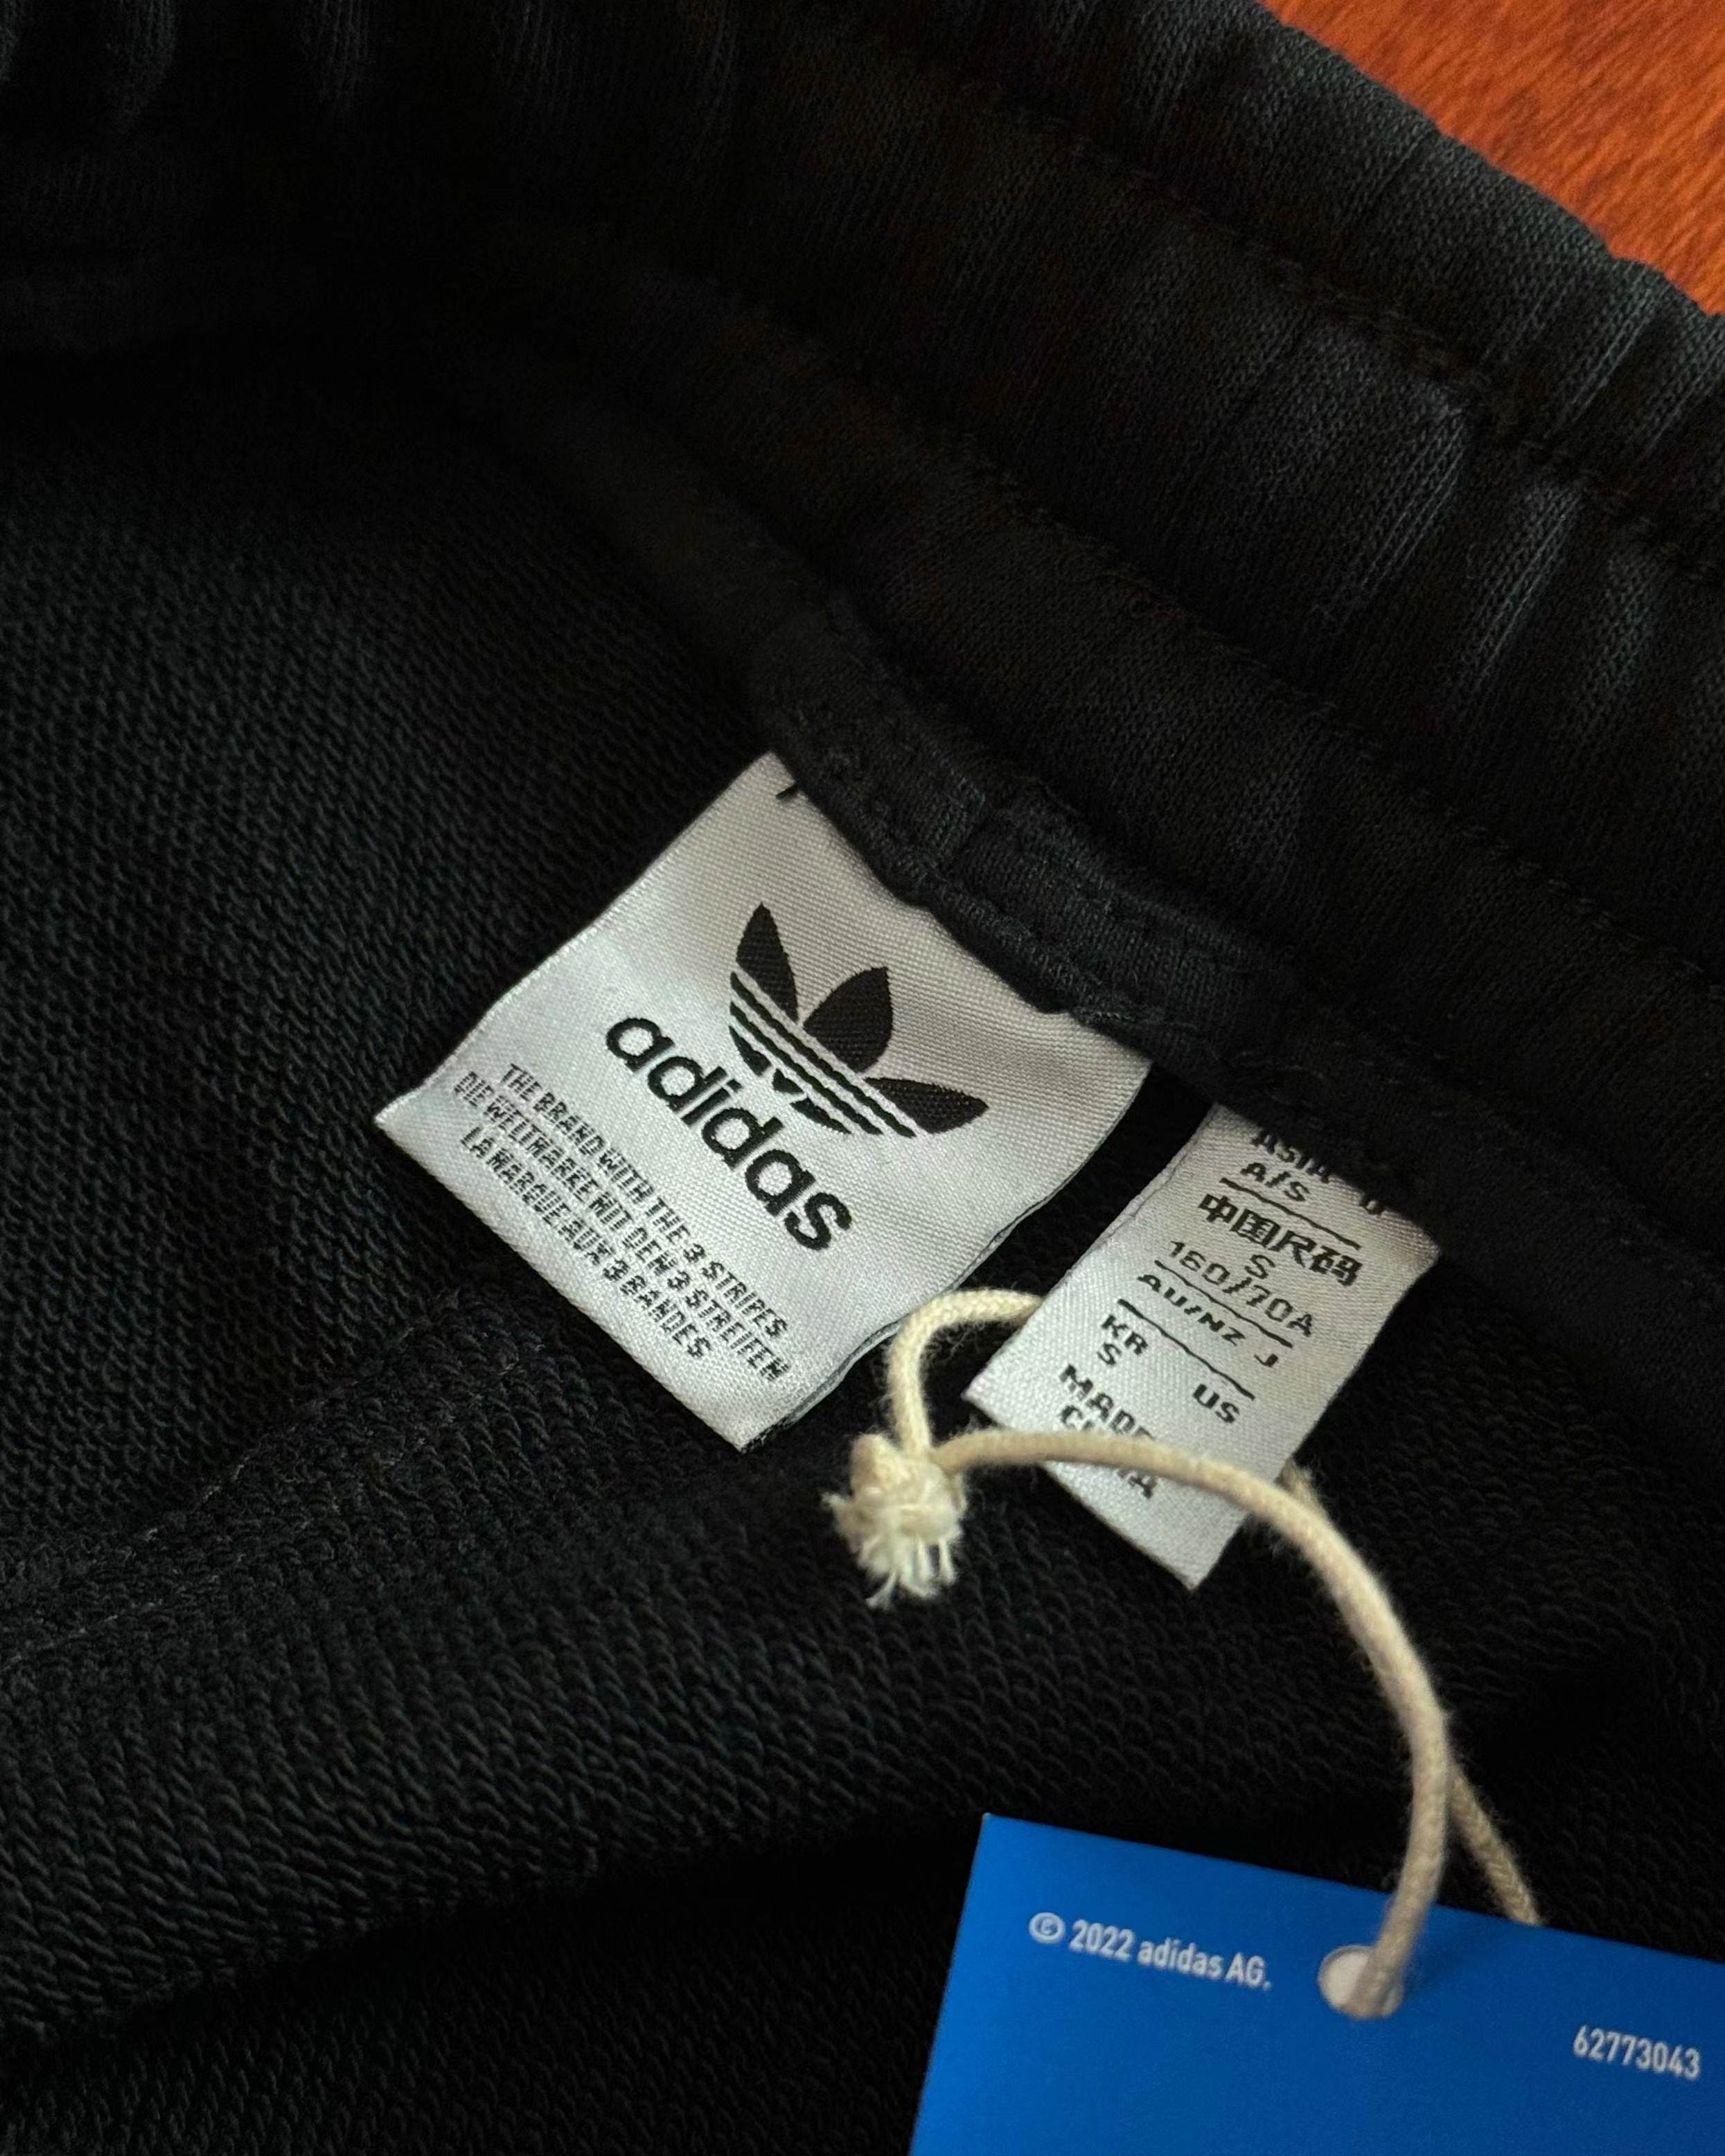 adidas
THE BRAND WITH THE 3 STRIPES
DIE WELTMARKE MIT DEN 3 STREIFEN
LA MARQUE AUX 3 BANDES
A/S
中国尺码
S
160/70A
AU/NZ J
KR
S US
© 2022 adidas AG.
62773043